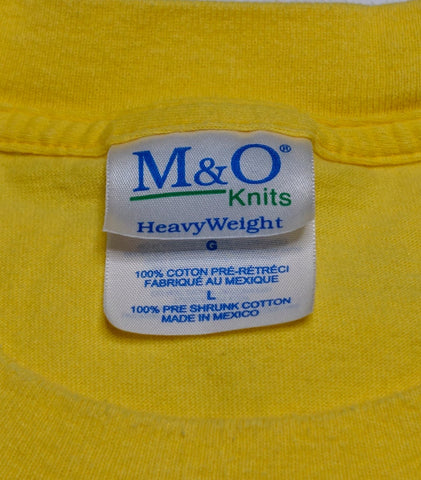 M&O®
Knits
HeavyWeight
G
100% COTON PRÉ-RÉTRÉCI
FABRIQUÉ AU MEXIQUE
L
100% PRE SHRUNK COTTON
MADE IN MEXICO